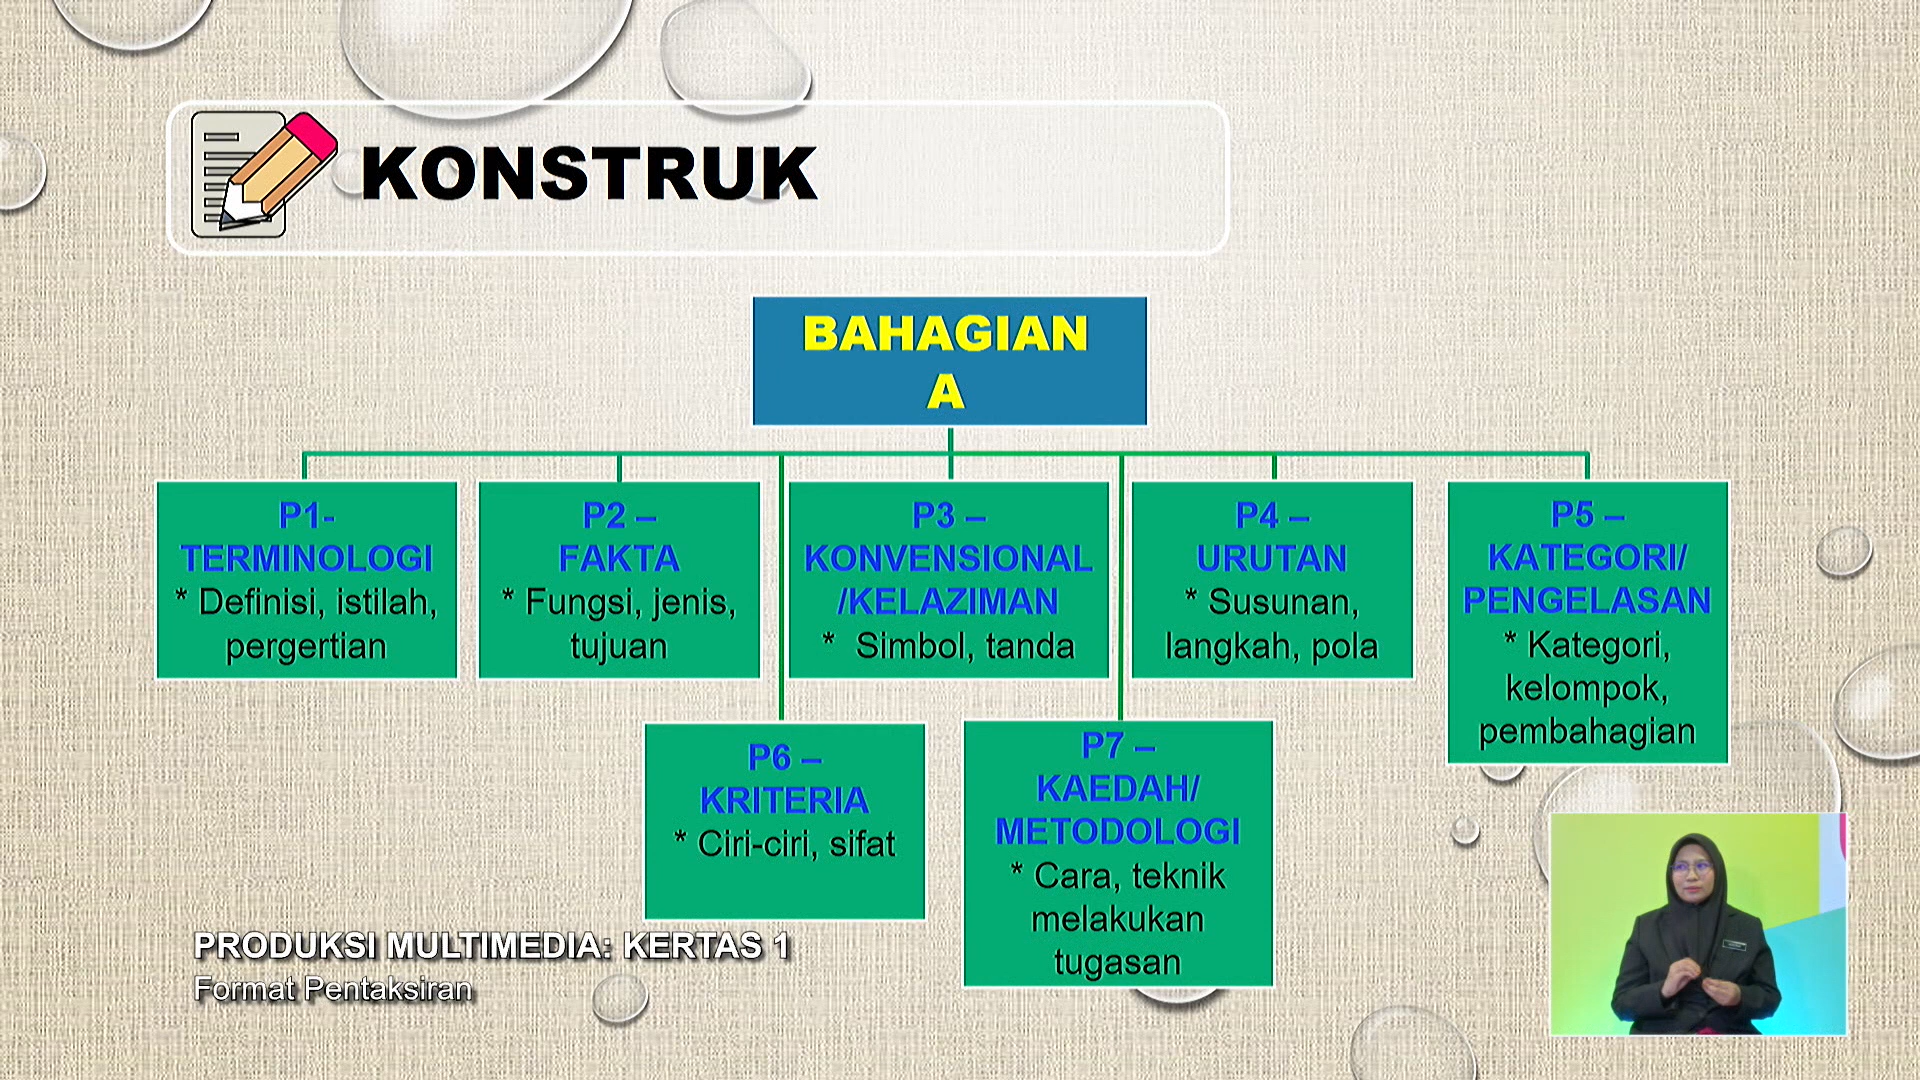 KONSTRUK
BAHAGIAN
A
P1-
TERMINOLOGI
* Definisi, istilah,
pergertian
P2 –
FAKTA
* Fungsi, jenis,
tujuan
P3 –
KONVENSIONAL
/KELAZIMAN
* Simbol, tanda
P4 –
URUTAN
* Susunan,
langkah, pola
P5 –
KATEGORI/
PENGELASAN
* Kategori,
kelompok,
pembahagian
P6 –
KRITERIA
* Ciri-ciri, sifat
P7 –
KAEDAH/
METODOLOGI
* Cara, teknik
melakukan
tugasan
PRODUKSI MULTIMEDIA: KERTAS 1
Format Pentaksiran